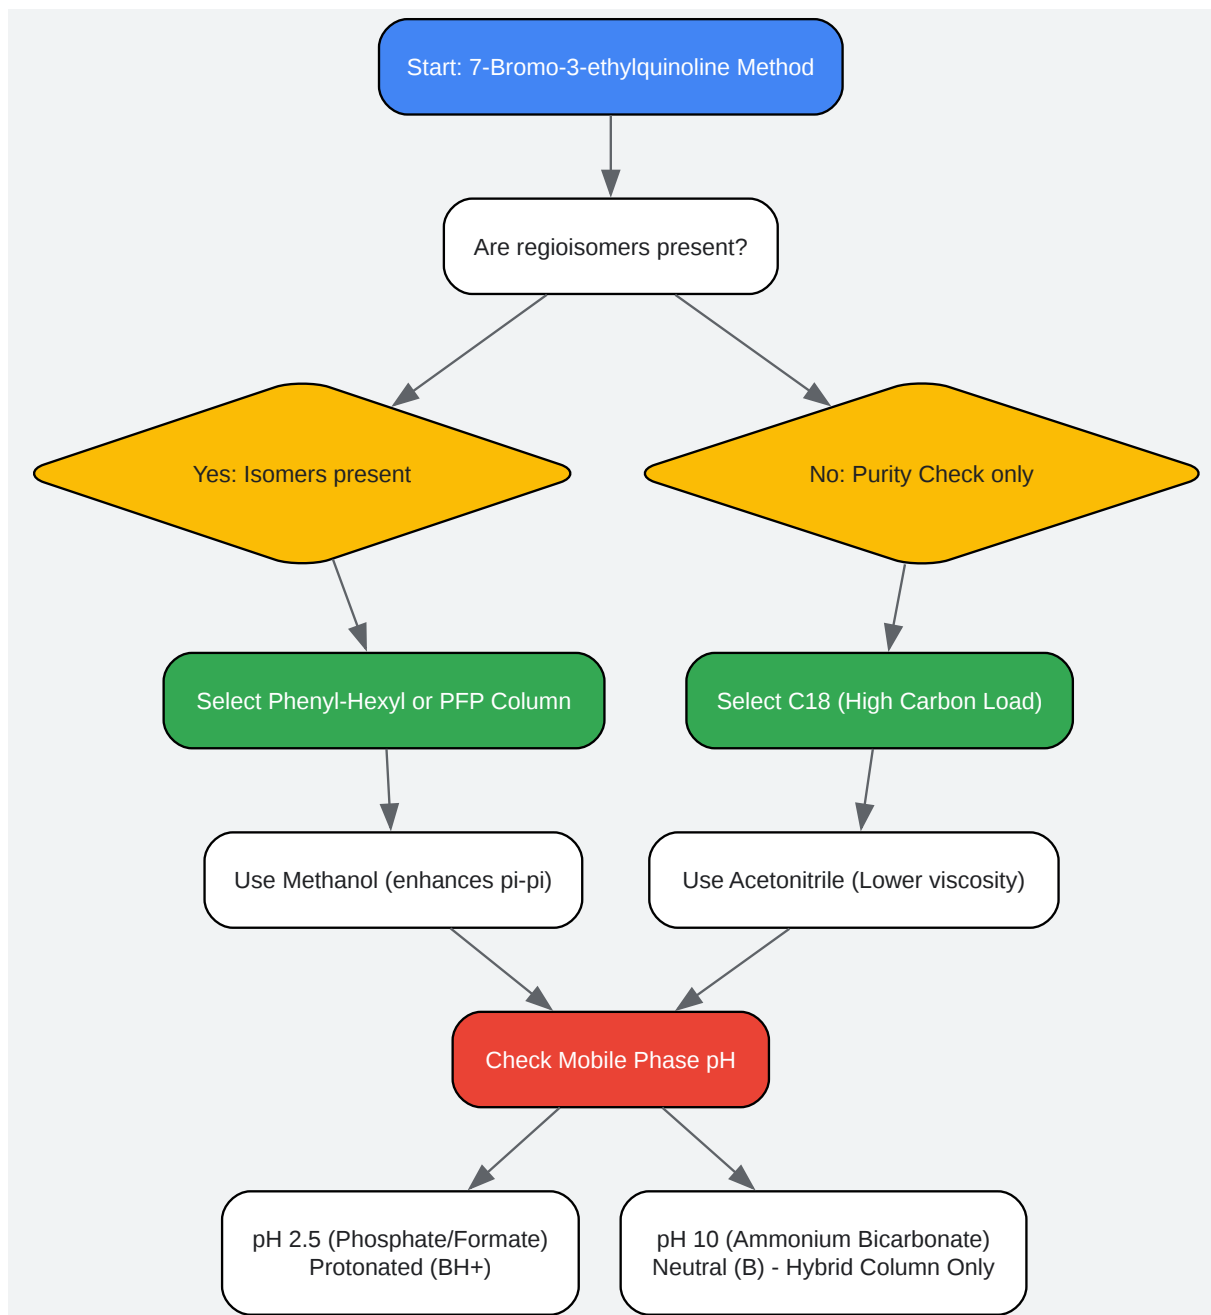 Start: 7-Bromo-3-ethylquinoline Method
Are regioisomers present?
Yes: Isomers present
No: Purity Check only
Select Phenyl-Hexyl or PFP Column
Select C18 (High Carbon Load)
Use Methanol (enhances pi-pi)
Use Acetonitrile (Lower viscosity)
Check Mobile Phase pH
pH 2.5 (Phosphate/Formate)
Protonated (BH+)
pH 10 (Ammonium Bicarbonate)
Neutral (B) - Hybrid Column Only